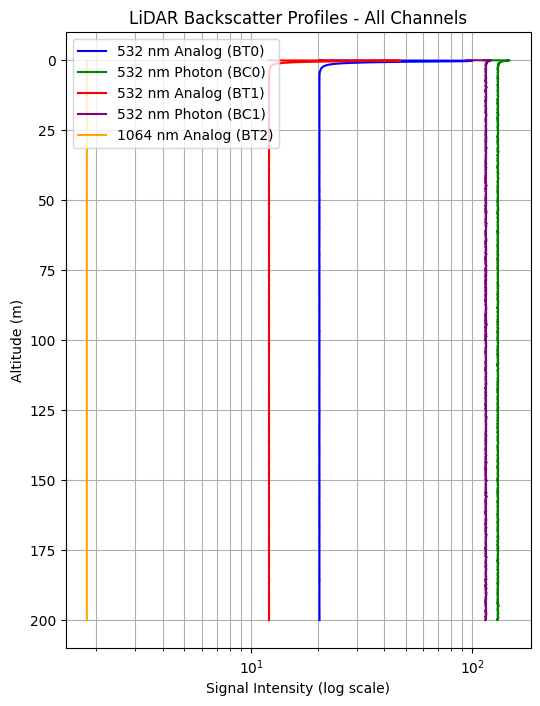 LiDAR Backscatter Profiles - All Channels
532 nm Analog (BT0)
532 nm Photon (BC0)
532 nm Analog (BT1)
532 nm Photon (BC1)
1064 nm Analog (BT2)
Altitude (m)
0
25
50
75
100
125
150
175
200
10¹
10²
Signal Intensity (log scale)